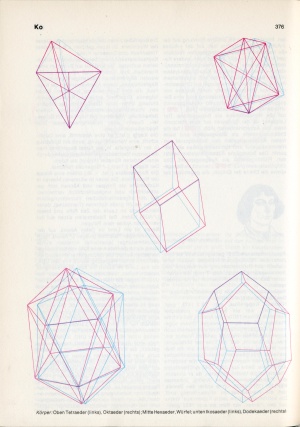 Ko
376
Körper: Oben Tetraeder (links), Oktaeder (rechts); Mitte Hexaeder, Würfel; unten Ikosaeder (links), Dodekaeder (rechts)